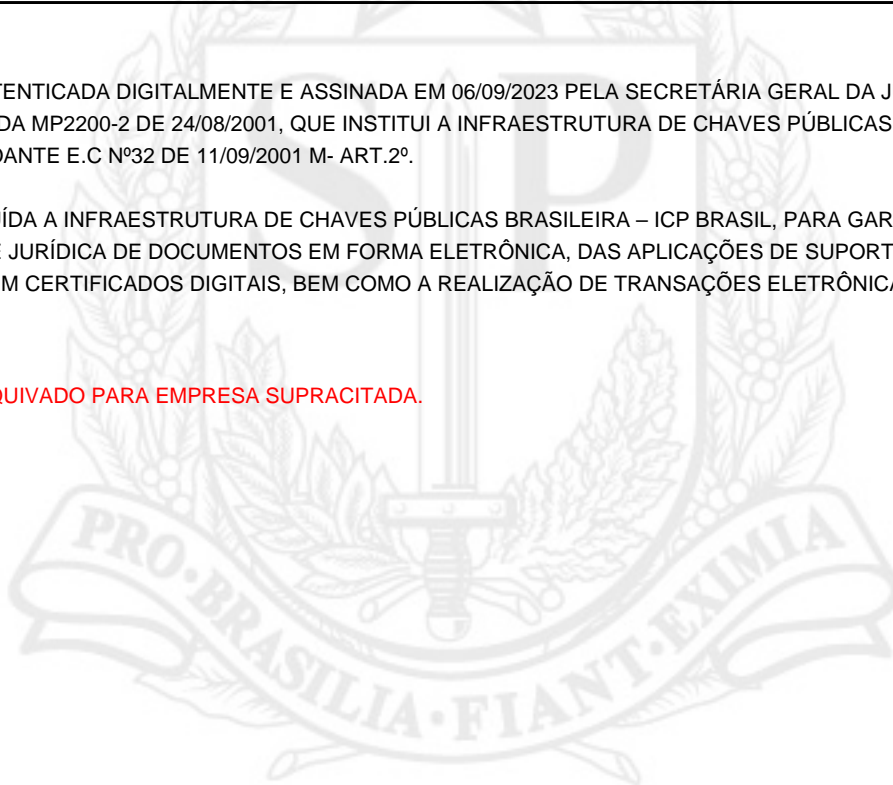 TENTICADA DIGITALMENTE E ASSINADA EM 06/09/2023 PELA SECRETÁRIA GERAL DA J
DA MP2200-2 DE 24/08/2001, QUE INSTITUI A INFRAESTRUTURA DE CHAVES PÚBLICAS
DANTE E.C Nº32 DE 11/09/2001 M- ART.2º.
UÍDA A INFRAESTRUTURA DE CHAVES PÚBLICAS BRASILEIRA – ICP BRASIL, PARA GAR
E JURÍDICA DE DOCUMENTOS EM FORMA ELETRÔNICA, DAS APLICAÇÕES DE SUPORT
M CERTIFICADOS DIGITAIS, BEM COMO A REALIZAÇÃO DE TRANSAÇÕES ELETRÔNICA
QUIVADO PARA EMPRESA SUPRACITADA.
SP
PRO·BRASILIA·FIANT·EXIMIA